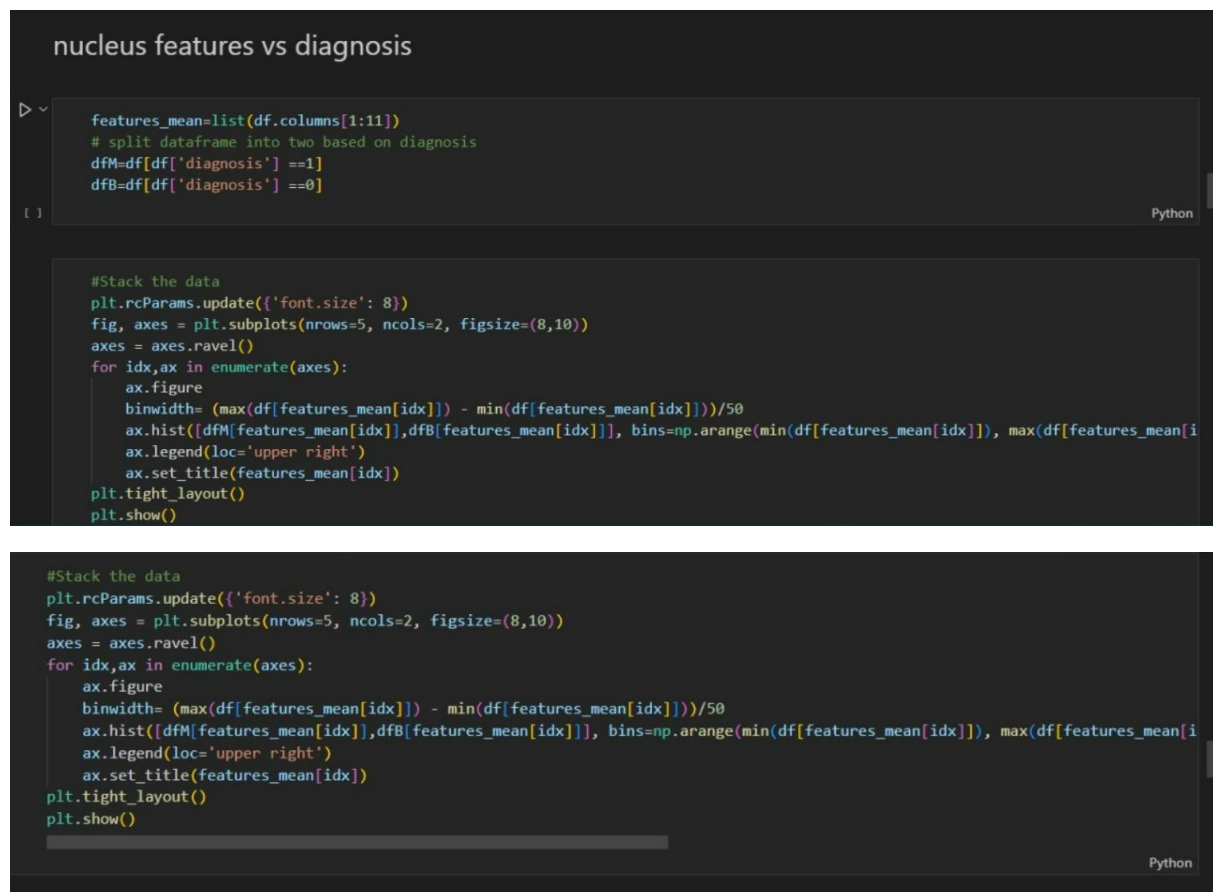 nucleus features vs diagnosis
features_mean=list(df.columns[1:11])
# split dataframe into two based on diagnosis
dfM=df[df['diagnosis'] ==1]
dfB=df[df['diagnosis'] ==0]
[ ]
Python
#Stack the data
plt.rcParams.update({'font.size': 8})
fig, axes = plt.subplots(nrows=5, ncols=2, figsize=(8,10))
axes = axes.ravel()
for idx,ax in enumerate(axes):
    ax.figure
    binwidth= (max(df[features_mean[idx]]) - min(df[features_mean[idx]]))/50
    ax.hist([dfM[features_mean[idx]],dfB[features_mean[idx]]], bins=np.arange(min(df[features_mean[idx]]), max(df[features_mean[i
    ax.legend(loc='upper right')
    ax.set_title(features_mean[idx])
plt.tight_layout()
plt.show()
#Stack the data
plt.rcParams.update({'font.size': 8})
fig, axes = plt.subplots(nrows=5, ncols=2, figsize=(8,10))
axes = axes.ravel()
for idx,ax in enumerate(axes):
    ax.figure
    binwidth= (max(df[features_mean[idx]]) - min(df[features_mean[idx]]))/50
    ax.hist([dfM[features_mean[idx]],dfB[features_mean[idx]]], bins=np.arange(min(df[features_mean[idx]]), max(df[features_mean[i
    ax.legend(loc='upper right')
    ax.set_title(features_mean[idx])
plt.tight_layout()
plt.show()
Python